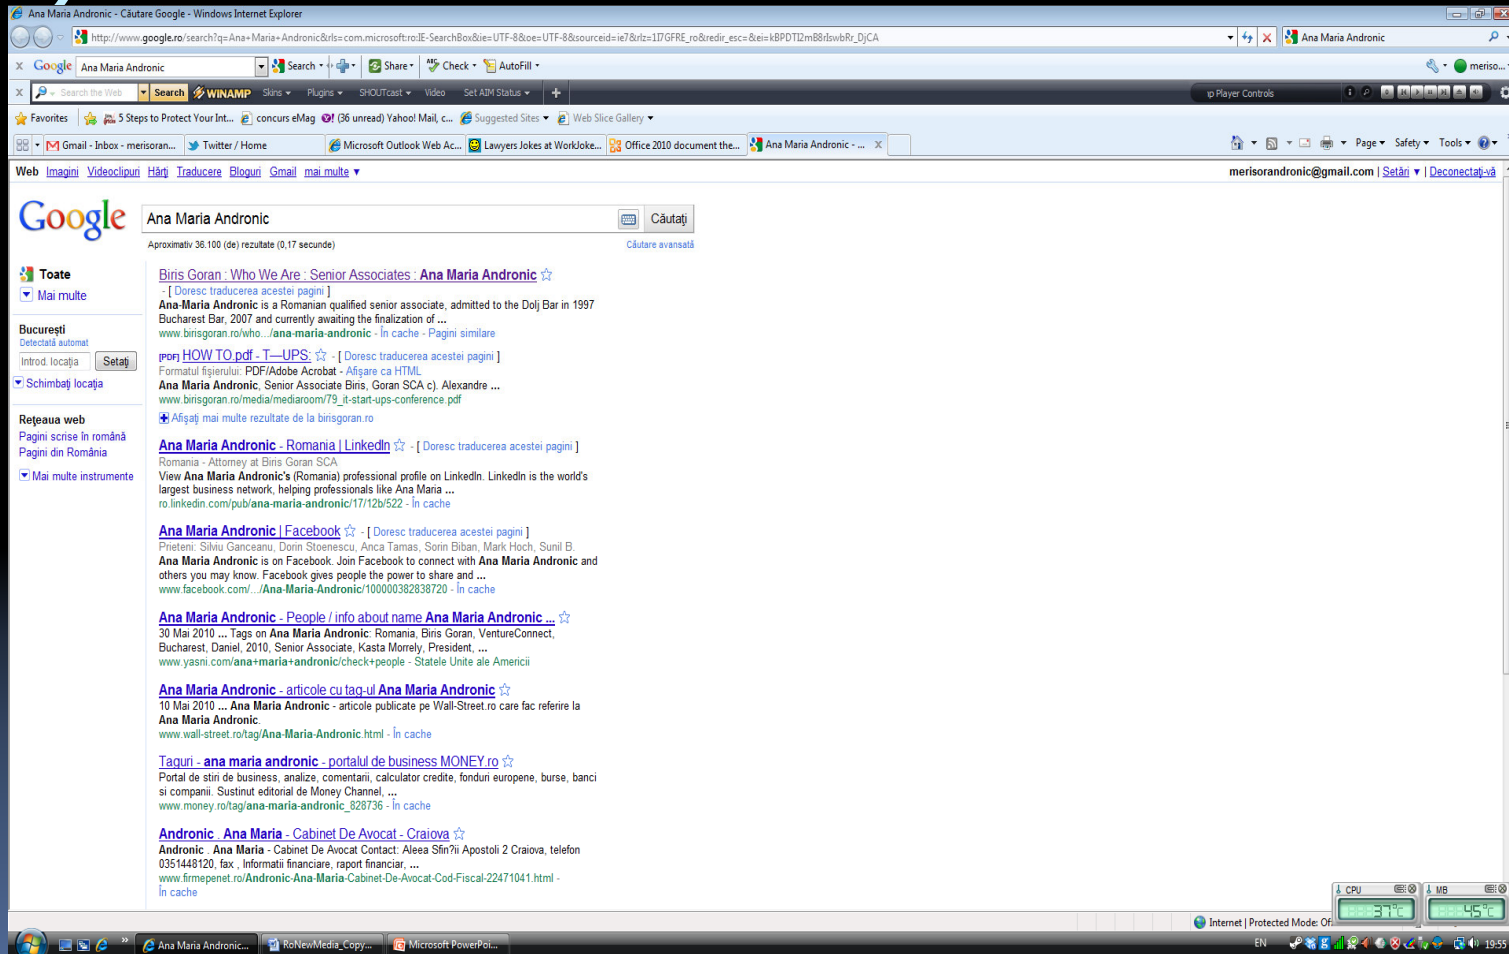 Ana Maria Andronic - Căutare Google - Windows Internet Explorer
http://www.google.ro/search?q=Ana+Maria+Andronic&rls=com.microsoft:ro:IE-SearchBox&ie=UTF-8&oe=UTF-8&sourceid=ie7&rlz=1I7GFRE_ro&redir_esc=&ei=kBPDTI2mB8rIswbRr_DjCA
Ana Maria Andronic
x Google Ana Maria Andronic Search Share Check AutoFill meriso...
x Search the Web Search WINAMP Skins Plugins SHOUTcast Video Set AIM Status Player Controls
Favorites 5 Steps to Protect Your Int... concurs eMag (36 unread) Yahoo! Mail, c... Suggested Sites Web Slice Gallery
Gmail - Inbox - merisoran... Twitter / Home Microsoft Outlook Web Ac... Lawyers Jokes at WorkJoke... Office 2010 document the... Ana Maria Andronic - ... X Page Safety Tools
Web Imagini Videoclipuri Hărţi Traducere Bloguri Gmail mai multe ▼ merisorandronic@gmail.com | Setări ▼ | Deconectaţi-vă
Google Ana Maria Andronic Căutaţi
Aproximativ 36.100 (de) rezultate (0,17 secunde) Căutare avansată
Toate
Mai multe
Bucureşti
Detectată automat
Introd. locaţia Setaţi
Schimbaţi locaţia
Reţeaua web
Pagini scrise în română
Pagini din România
Mai multe instrumente
Biris Goran : Who We Are : Senior Associates : Ana Maria Andronic
- [ Doresc traducerea acestei pagini ]
Ana-Maria Andronic is a Romanian qualified senior associate, admitted to the Dolj Bar in 1997
Bucharest Bar, 2007 and currently awaiting the finalization of ...
www.birisgoran.ro/who.../ana-maria-andronic - În cache - Pagini similare
[PDF] HOW TO.pdf - T—UPS: - [ Doresc traducerea acestei pagini ]
Formatul fişierului: PDF/Adobe Acrobat - Afişare ca HTML
Ana Maria Andronic, Senior Associate Biris, Goran SCA c). Alexandre ...
www.birisgoran.ro/media/mediaroom/79_it-start-ups-conference.pdf
Afişaţi mai multe rezultate de la birisgoran.ro
Ana Maria Andronic - Romania | LinkedIn - [ Doresc traducerea acestei pagini ]
Romania - Attorney at Biris Goran SCA
View Ana Maria Andronic's (Romania) professional profile on LinkedIn. LinkedIn is the world's
largest business network, helping professionals like Ana Maria ...
ro.linkedin.com/pub/ana-maria-andronic/17/12b/522 - În cache
Ana Maria Andronic | Facebook - [ Doresc traducerea acestei pagini ]
Prieteni: Silviu Ganceanu, Dorin Stoenescu, Anca Tamas, Sorin Biban, Mark Hoch, Sunil B.
Ana Maria Andronic is on Facebook. Join Facebook to connect with Ana Maria Andronic and
others you may know. Facebook gives people the power to share and ...
www.facebook.com/.../Ana-Maria-Andronic/100000382838720 - În cache
Ana Maria Andronic - People / info about name Ana Maria Andronic ...
30 Mai 2010 ... Tags on Ana Maria Andronic: Romania, Biris Goran, VentureConnect,
Bucharest, Daniel, 2010, Senior Associate, Kasta Morrely, President, ...
www.yasni.com/ana+maria+andronic/check+people - Statele Unite ale Americii
Ana Maria Andronic - articole cu tag-ul Ana Maria Andronic
10 Mai 2010 ... Ana Maria Andronic - articole publicate pe Wall-Street.ro care fac referire la
Ana Maria Andronic.
www.wall-street.ro/tag/Ana-Maria-Andronic.html - În cache
Taguri - ana maria andronic - portalul de business MONEY.ro
Portal de stiri de business, analize, comentarii, calculator credite, fonduri europene, burse, banci
si companii. Sustinut editorial de Money Channel, ...
www.money.ro/tag/ana-maria-andronic_828736 - În cache
Andronic . Ana Maria - Cabinet De Avocat - Craiova
Andronic . Ana Maria - Cabinet De Avocat Contact: Aleea Sfin?ii Apostoli 2 Craiova, telefon
0351448120, fax , Informatii financiare, raport financiar, ...
www.firmepenet.ro/Andronic-Ana-Maria-Cabinet-De-Avocat-Cod-Fiscal-22471041.html -
În cache
CPU 37°C MB 45°C
Internet | Protected Mode: Of
Ana Maria Andronic... RoNewMedia_Copy... Microsoft PowerPoi... EN 19:55